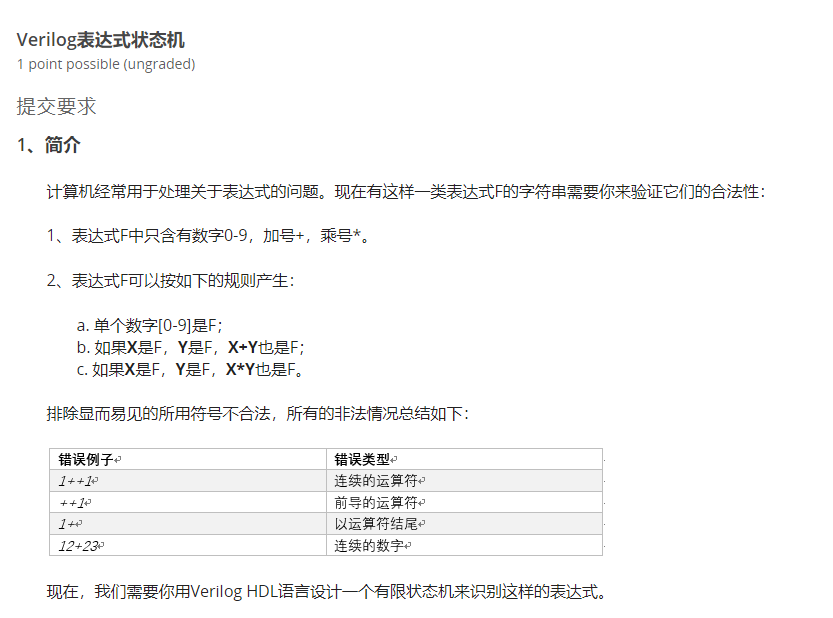 Verilog表达式状态机
1 point possible (ungraded)
提交要求
1、简介
计算机经常用于处理关于表达式的问题。现在有这样一类表达式F的字符串需要你来验证它们的合法性：
1、表达式F中只含有数字0-9，加号+，乘号*。
2、表达式F可以按如下的规则产生：
a. 单个数字[0-9]是F；
b. 如果X是F，Y是F，X+Y也是F；
c. 如果X是F，Y是F，X*Y也是F。
排除显而易见的所用符号不合法，所有的非法情况总结如下：
错误例子 错误类型
1++1 连续的运算符
++1 前导的运算符
1+ 以运算符结尾
12+23 连续的数字
现在，我们需要你用Verilog HDL语言设计一个有限状态机来识别这样的表达式。